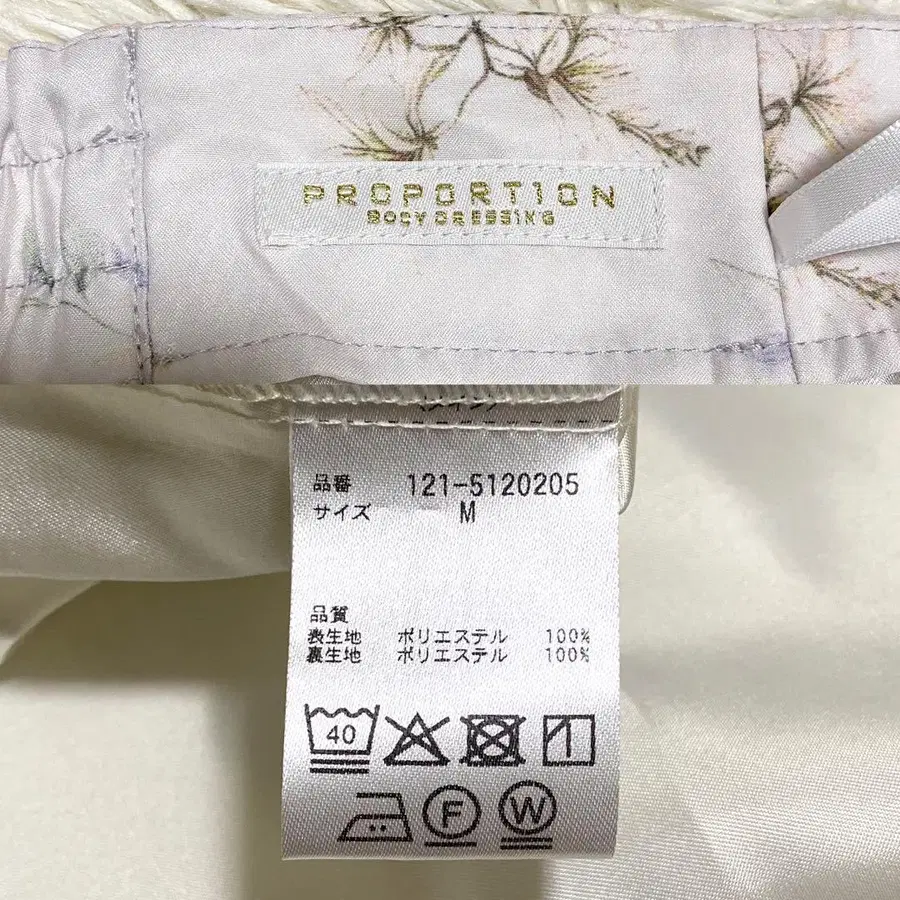 PROPORTION
BODY DRESSING
品番 121-5120205
サイズ M
品質
表生地 ポリエステル 100%
裏生地 ポリエステル 100%
40
F W